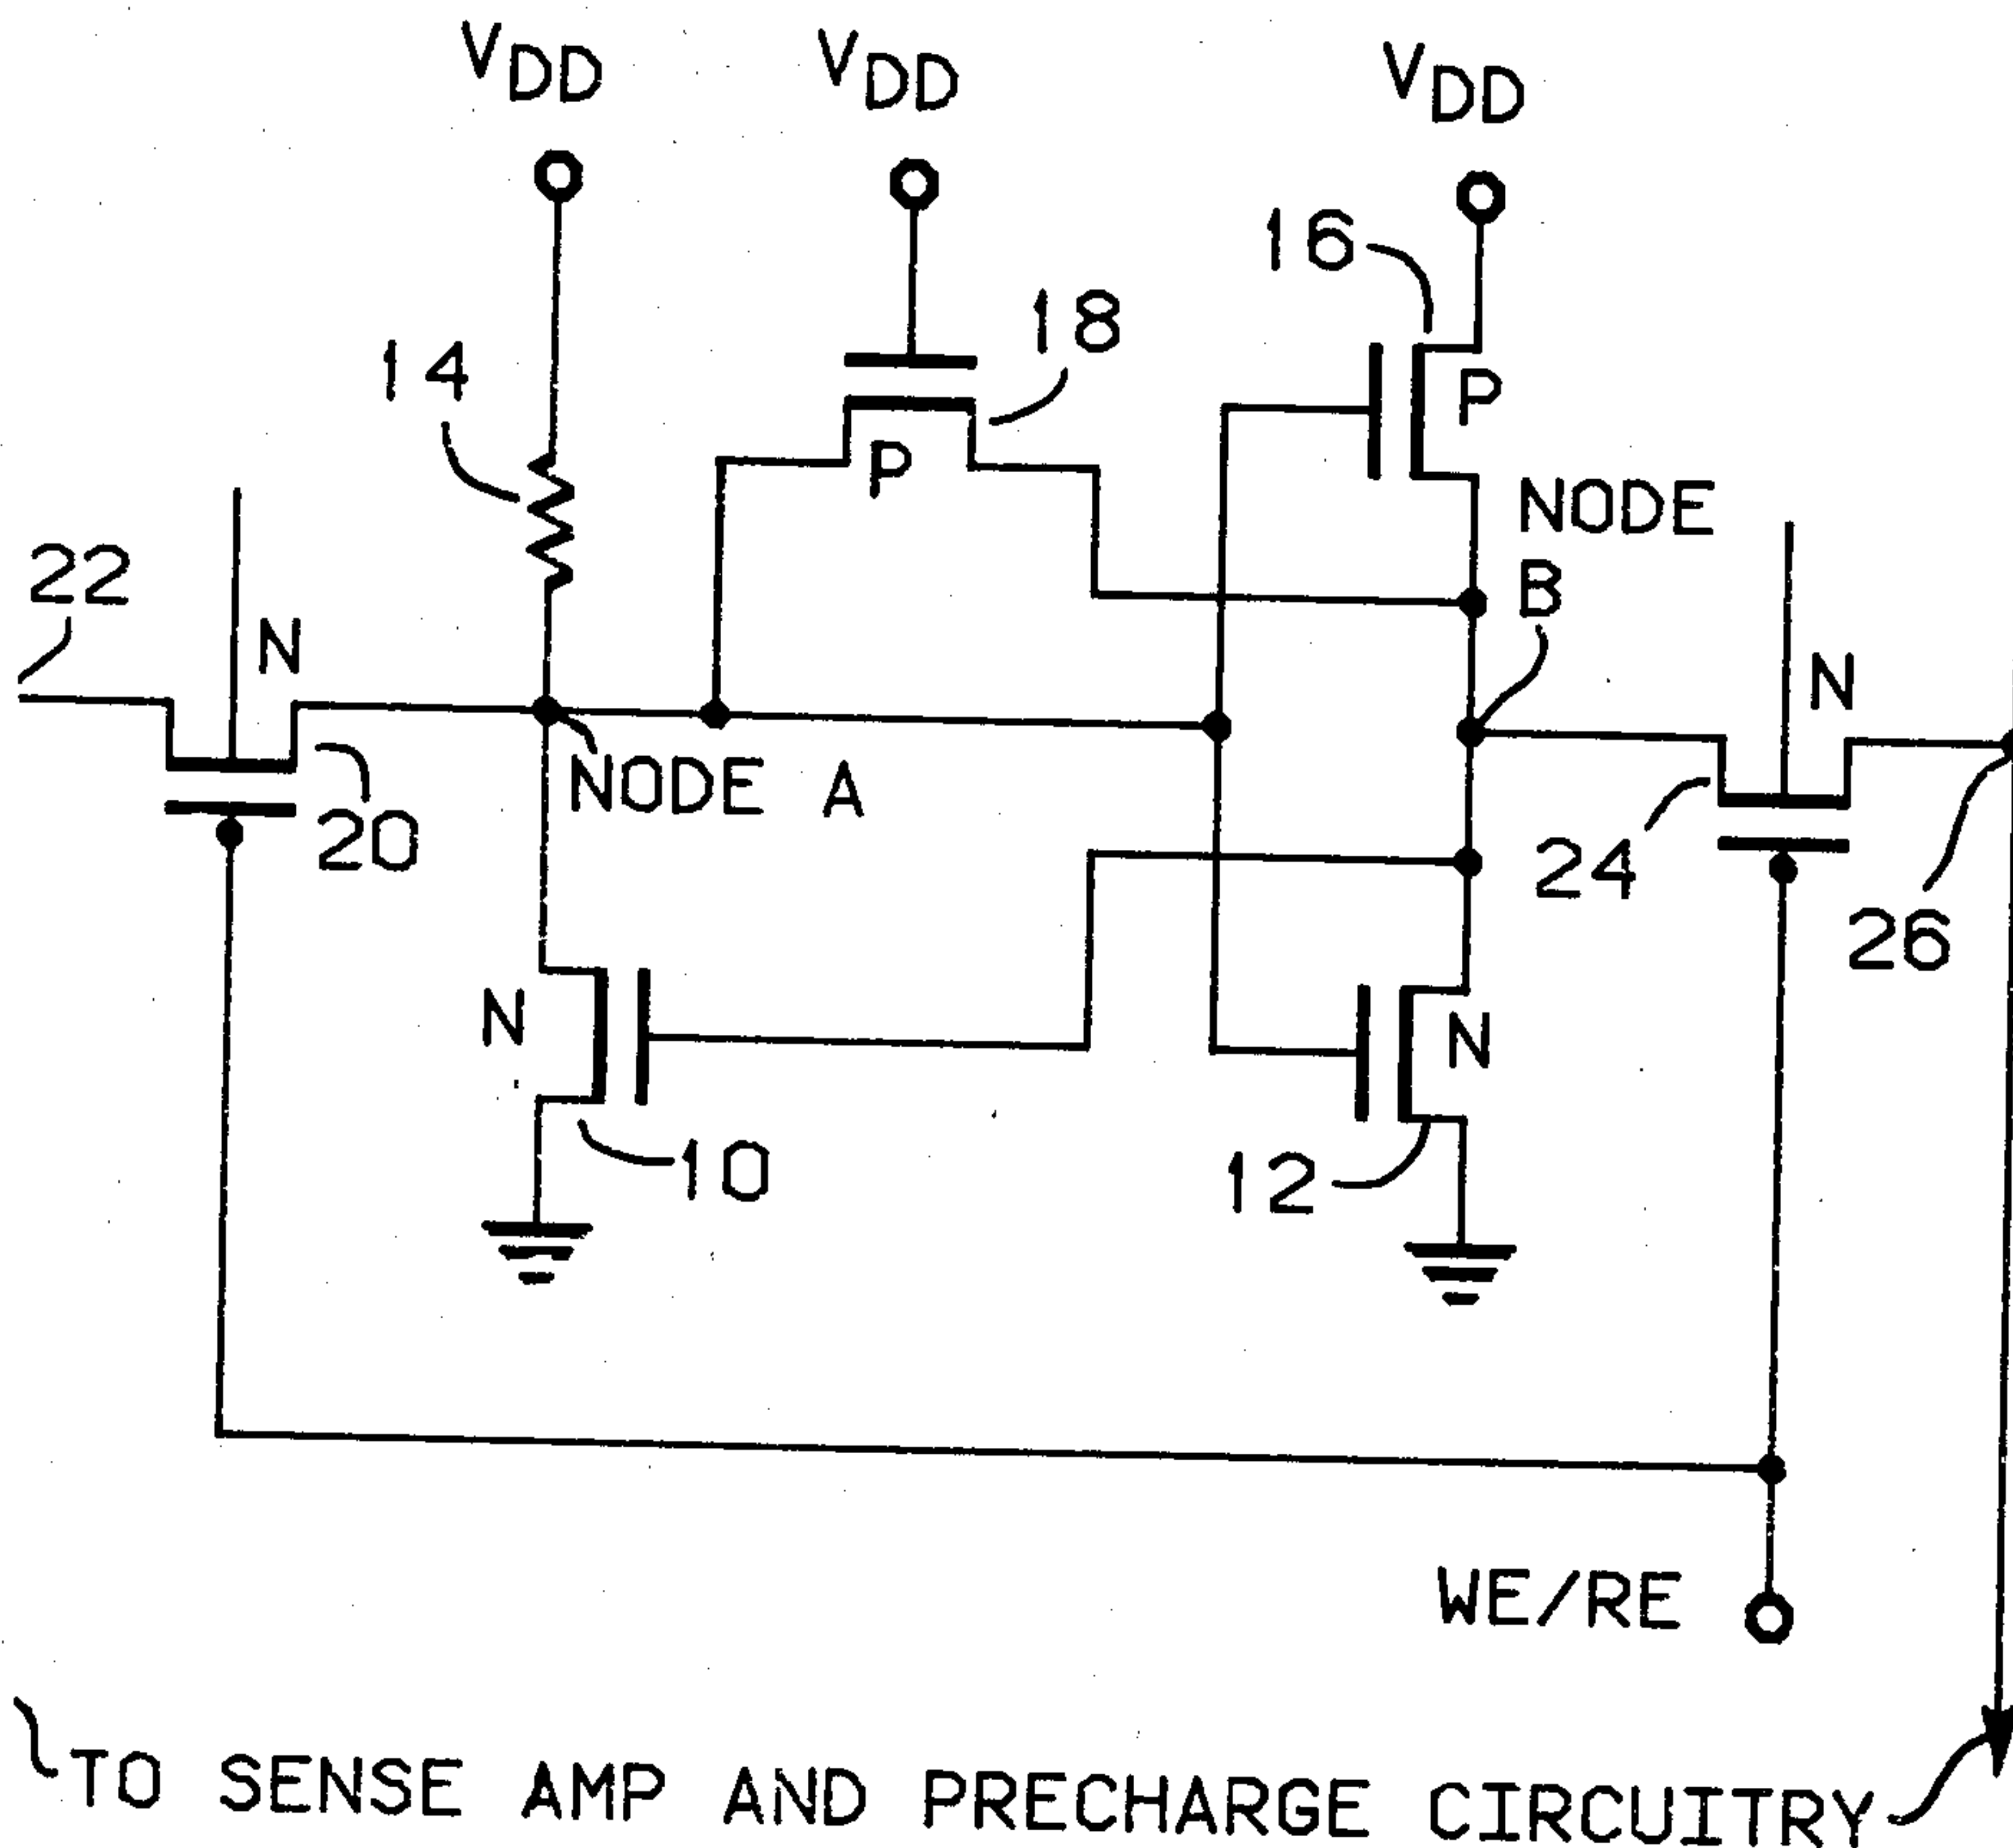 VDD
VDD
VDD
16
18
14
P
P
NODE
B
22
N
N
NODE A
20
24
26
N
N
10
12
WE/RE
TO SENSE AMP AND PRECHARGE CIRCUITRY